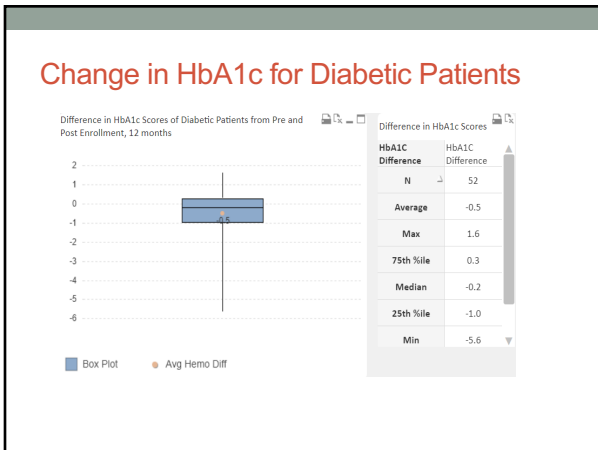 Change in HbA1c for Diabetic Patients
Difference in HbA1c Scores of Diabetic Patients from Pre and
Post Enrollment, 12 months
2
1
0
-1
-2
-3
-4
-5
-6
-0.5
Box Plot
Avg Hemo Diff
Difference in HbA1c Scores
HbA1C Difference HbA1C Difference
N 52
Average -0.5
Max 1.6
75th %ile 0.3
Median -0.2
25th %ile -1.0
Min -5.6